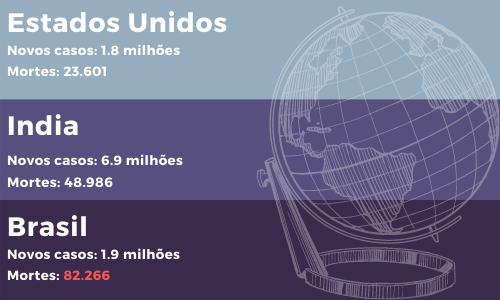 Estados Unidos
Novos casos: 1.8 milhões
Mortes: 23.601
India
Novos casos: 6.9 milhões
Mortes: 48.986
Brasil
Novos casos: 1.9 milhões
Mortes: 82.266